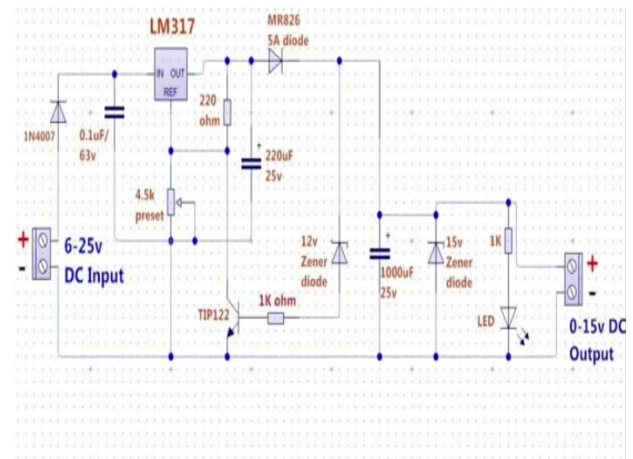 LM317
MR826
5A diode
IN OUT
REF
220
ohm
1N4007
0.1uF/
63v
220uF
25v
4.5k
preset
+
6-25v
-
DC Input
12v
Zener
diode
+
1000uF
25v
15v
Zener
diode
1K
+
-
1K ohm
TIP122
LED
0-15v DC
Output